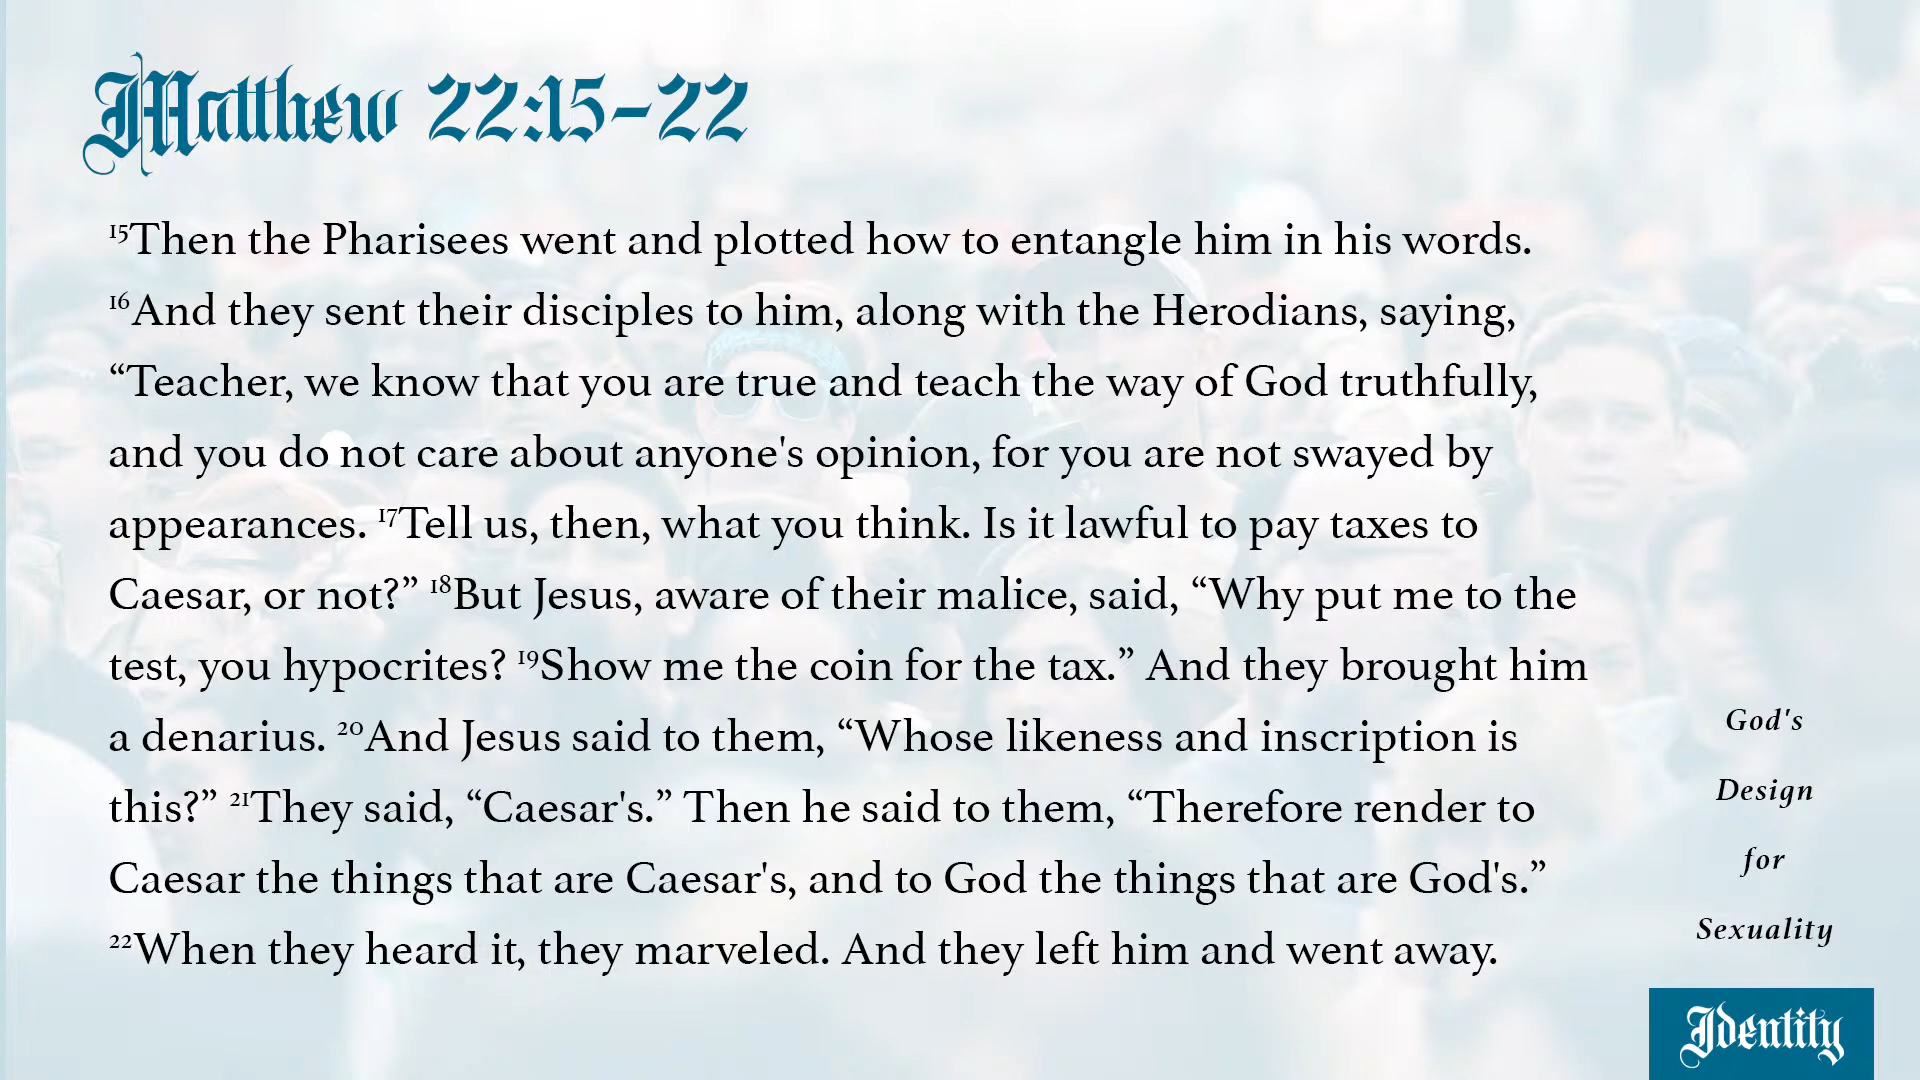 Matthew 22:15-22
15Then the Pharisees went and plotted how to entangle him in his words.
16And they sent their disciples to him, along with the Herodians, saying,
“Teacher, we know that you are true and teach the way of God truthfully,
and you do not care about anyone's opinion, for you are not swayed by
appearances. 17Tell us, then, what you think. Is it lawful to pay taxes to
Caesar, or not?” 18But Jesus, aware of their malice, said, “Why put me to the
test, you hypocrites? 19Show me the coin for the tax.” And they brought him
a denarius. 20And Jesus said to them, “Whose likeness and inscription is
this?” 21They said, “Caesar's.” Then he said to them, “Therefore render to
Caesar the things that are Caesar's, and to God the things that are God's.”
22When they heard it, they marveled. And they left him and went away.
God's
Design
for
Sexuality
Identity